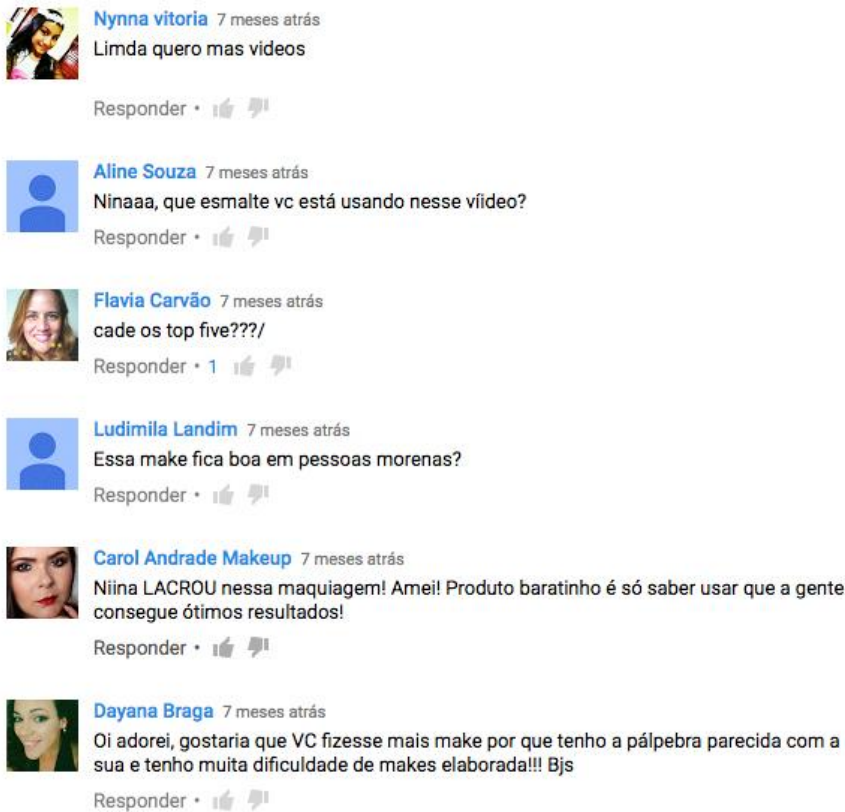 Nynna vitoria 7 meses atrás
Limda quero mas videos
Responder •
Aline Souza 7 meses atrás
Ninaaa, que esmalte vc está usando nesse víideo?
Responder •
Flavia Carvão 7 meses atrás
cade os top five???/
Responder • 1
Ludimila Landim 7 meses atrás
Essa make fica boa em pessoas morenas?
Responder •
Carol Andrade Makeup 7 meses atrás
Niina LACROU nessa maquiagem! Amei! Produto baratinho é só saber usar que a gente
consegue ótimos resultados!
Responder •
Dayana Braga 7 meses atrás
Oi adorei, gostaria que VC fizesse mais make por que tenho a pálpebra parecida com a
sua e tenho muita dificuldade de makes elaborada!!! Bjs
Responder •